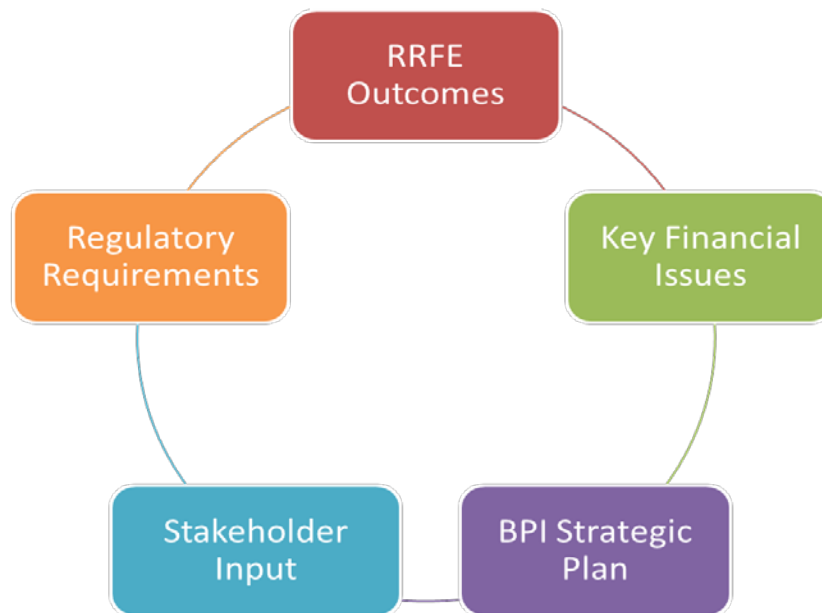 RRFE
Outcomes
Regulatory
Requirements
Key Financial
Issues
Stakeholder
Input
BPI Strategic
Plan